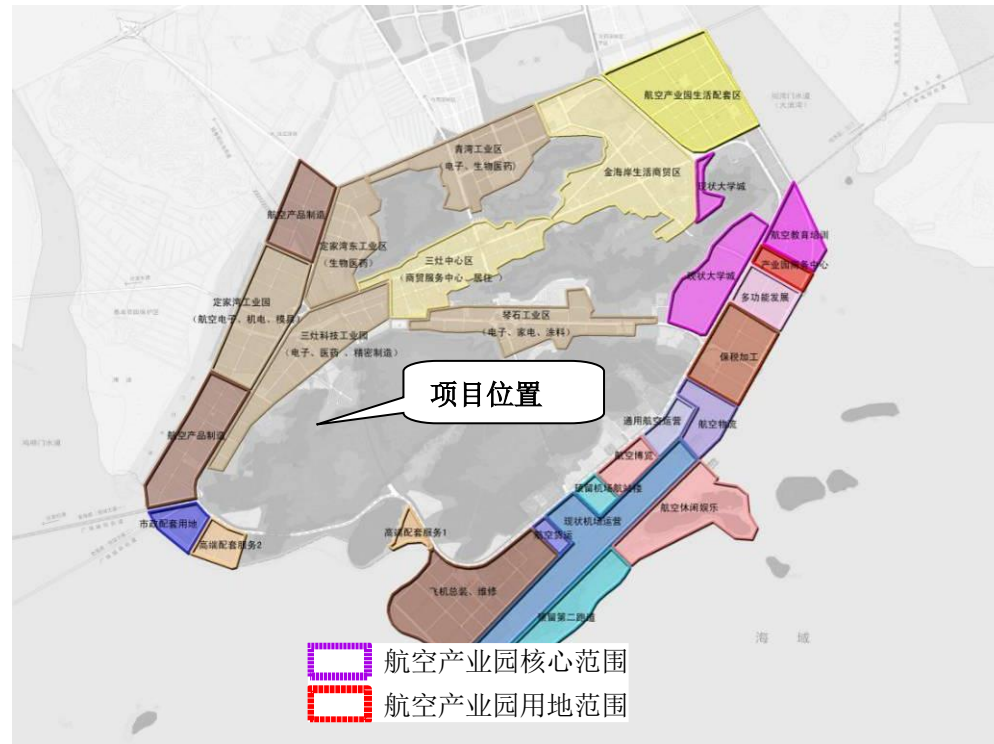 航空产业园生活配套区
青湾工业区
(电子、生物医药)
金海岸生活商贸区
现状大学城
航空产品制造
航空教育培训
定家湾东工业区
(生物医药)
三灶中心区
(商贸服务中心、居住)
产业园商务中心
现状大学城
多功能发展
定家湾工业园
(航空电子、机电、模具)
琴石工业区
(电子、家电、涂料)
三灶科技工业园
(电子、医药、精密制造)
保税加工
项目位置
通用航空运营
航空物流
航空产品制造
航空博览
预留机场航站楼
航空休闲娱乐
市政配套用地
现状机场运营
高端配套服务1
航空货运
高端配套服务2
飞机总装、维修
预留第二跑道
海 域
航空产业园核心范围
航空产业园用地范围